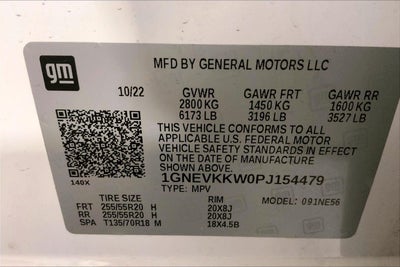 gm
MFD BY GENERAL MOTORS LLC
10/22 GVWR GAWR FRT GAWR RR
2800 KG 1450 KG 1600 KG
6173 LB 3196 LB 3527 LB
THIS VEHICLE CONFORMS TO ALL
APPLICABLE U.S. FEDERAL MOTOR
VEHICLE SAFETY STANDARDS IN EFFECT
ON THE DATE OF MANUFACTURE
SHOWN ABOVE.
140X
1GNEVKKW0PJ154479
TYPE: MPV MODEL: 091NE56
TIRE SIZE RIM
FRT 255/55R20 H 20X8J
RR 255/55R20 H 20X8J
SPA T135/70R18 M 18X4.5B